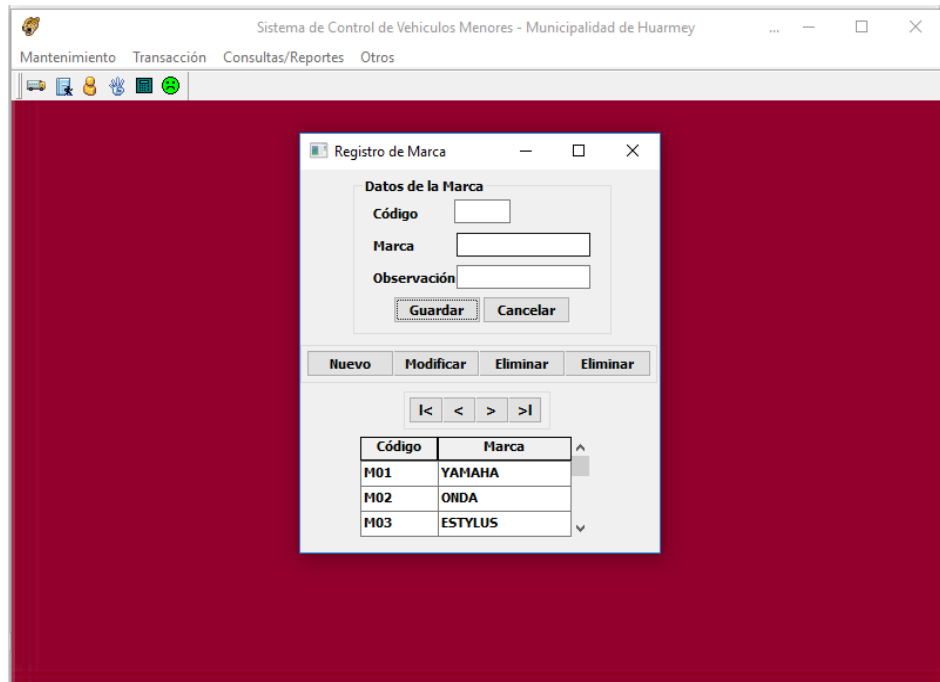 Sistema de Control de Vehiculos Menores - Municipalidad de Huarmey ...
Mantenimiento Transacción Consultas/Reportes Otros
Registro de Marca
Datos de la Marca
Código
Marca
Observación
Guardar Cancelar
Nuevo Modificar Eliminar Eliminar
I< < > >I
Código Marca
M01 YAMAHA
M02 ONDA
M03 ESTYLUS